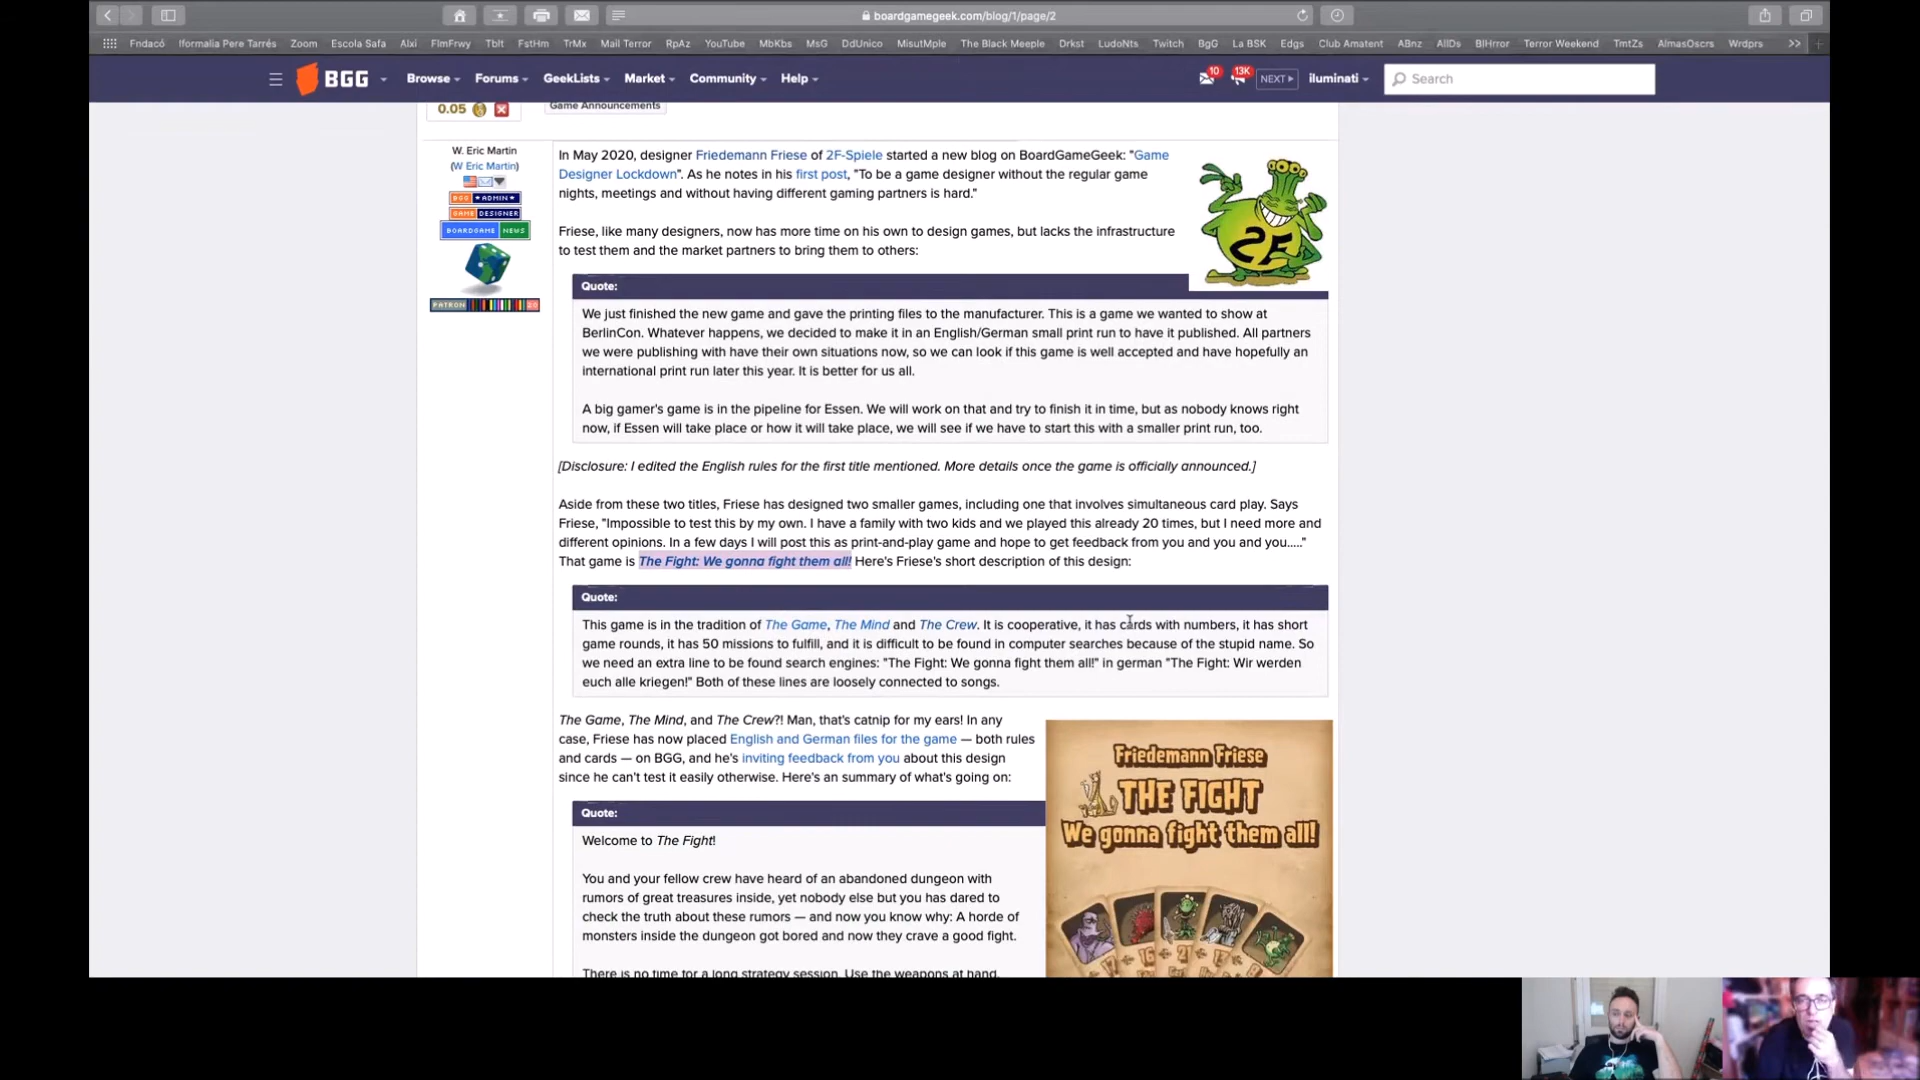 boardgamegeek.com/blog/1/page/2
Fndacó Iformalia Pere Tarrés Zoom Escola Safa Alxi FlmFrwy Tblt FstHm TrMx Mail Terror RpAz YouTube MbKbs MsG DdUnico MisutMple The Black Meeple Drkst LudoNts Twitch BgG La BSK Edgs Club Amatent ABnz AllDs BlHrror Terror Weekend TmtZs AlmasOscrs Wrdprs
BGG Browse Forums GeekLists Market Community Help 10 13K NEXT iluminati Search
0.05 Game Announcements
W. Eric Martin
(W Eric Martin)
BGG ADMIN
GAME DESIGNER
BOARDGAME NEWS
PATRON 20
In May 2020, designer Friedemann Friese of 2F-Spiele started a new blog on BoardGameGeek: "Game
Designer Lockdown". As he notes in his first post, "To be a game designer without the regular game
nights, meetings and without having different gaming partners is hard."
2F
Friese, like many designers, now has more time on his own to design games, but lacks the infrastructure
to test them and the market partners to bring them to others:
Quote:
We just finished the new game and gave the printing files to the manufacturer. This is a game we wanted to show at
BerlinCon. Whatever happens, we decided to make it in an English/German small print run to have it published. All partners
we were publishing with have their own situations now, so we can look if this game is well accepted and have hopefully an
international print run later this year. It is better for us all.
A big gamer's game is in the pipeline for Essen. We will work on that and try to finish it in time, but as nobody knows right
now, if Essen will take place or how it will take place, we will see if we have to start this with a smaller print run, too.
[Disclosure: I edited the English rules for the first title mentioned. More details once the game is officially announced.]
Aside from these two titles, Friese has designed two smaller games, including one that involves simultaneous card play. Says
Friese, "Impossible to test this by my own. I have a family with two kids and we played this already 20 times, but I need more and
different opinions. In a few days I will post this as print-and-play game and hope to get feedback from you and you and you....."
That game is The Fight: We gonna fight them all! Here's Friese's short description of this design:
Quote:
This game is in the tradition of The Game, The Mind and The Crew. It is cooperative, it has cards with numbers, it has short
game rounds, it has 50 missions to fulfill, and it is difficult to be found in computer searches because of the stupid name. So
we need an extra line to be found search engines: "The Fight: We gonna fight them all!" in german "The Fight: Wir werden
euch alle kriegen!" Both of these lines are loosely connected to songs.
The Game, The Mind, and The Crew?! Man, that's catnip for my ears! In any
case, Friese has now placed English and German files for the game — both rules
and cards — on BGG, and he's inviting feedback from you about this design
since he can't test it easily otherwise. Here's an summary of what's going on:
Quote:
Welcome to The Fight!
You and your fellow crew have heard of an abandoned dungeon with
rumors of great treasures inside, yet nobody else but you has dared to
check the truth about these rumors — and now you know why: A horde of
monsters inside the dungeon got bored and now they crave a good fight.
There is no time for a long strategy session. Use the weapons at hand,
Friedemann Friese
THE FIGHT
We gonna fight them all!